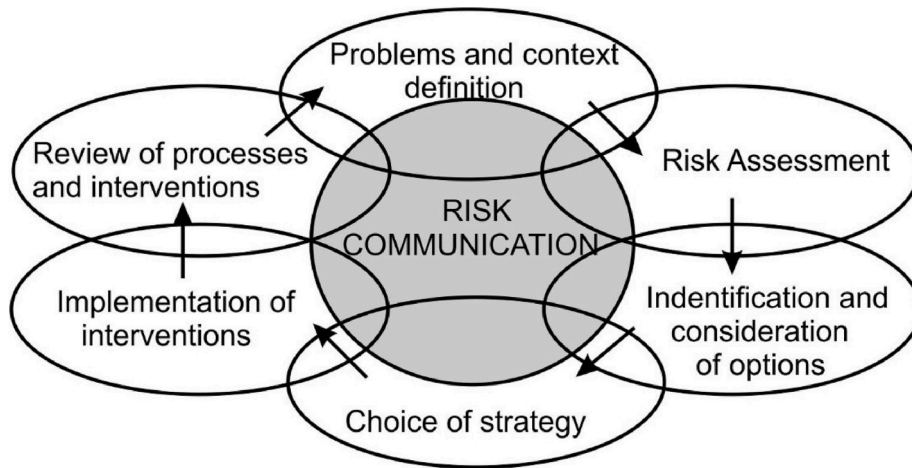 Problems and context
definition
Risk Assessment
Indentification and
consideration
of options
Choice of strategy
Implementation of
interventions
Review of processes
and interventions
RISK
COMMUNICATION